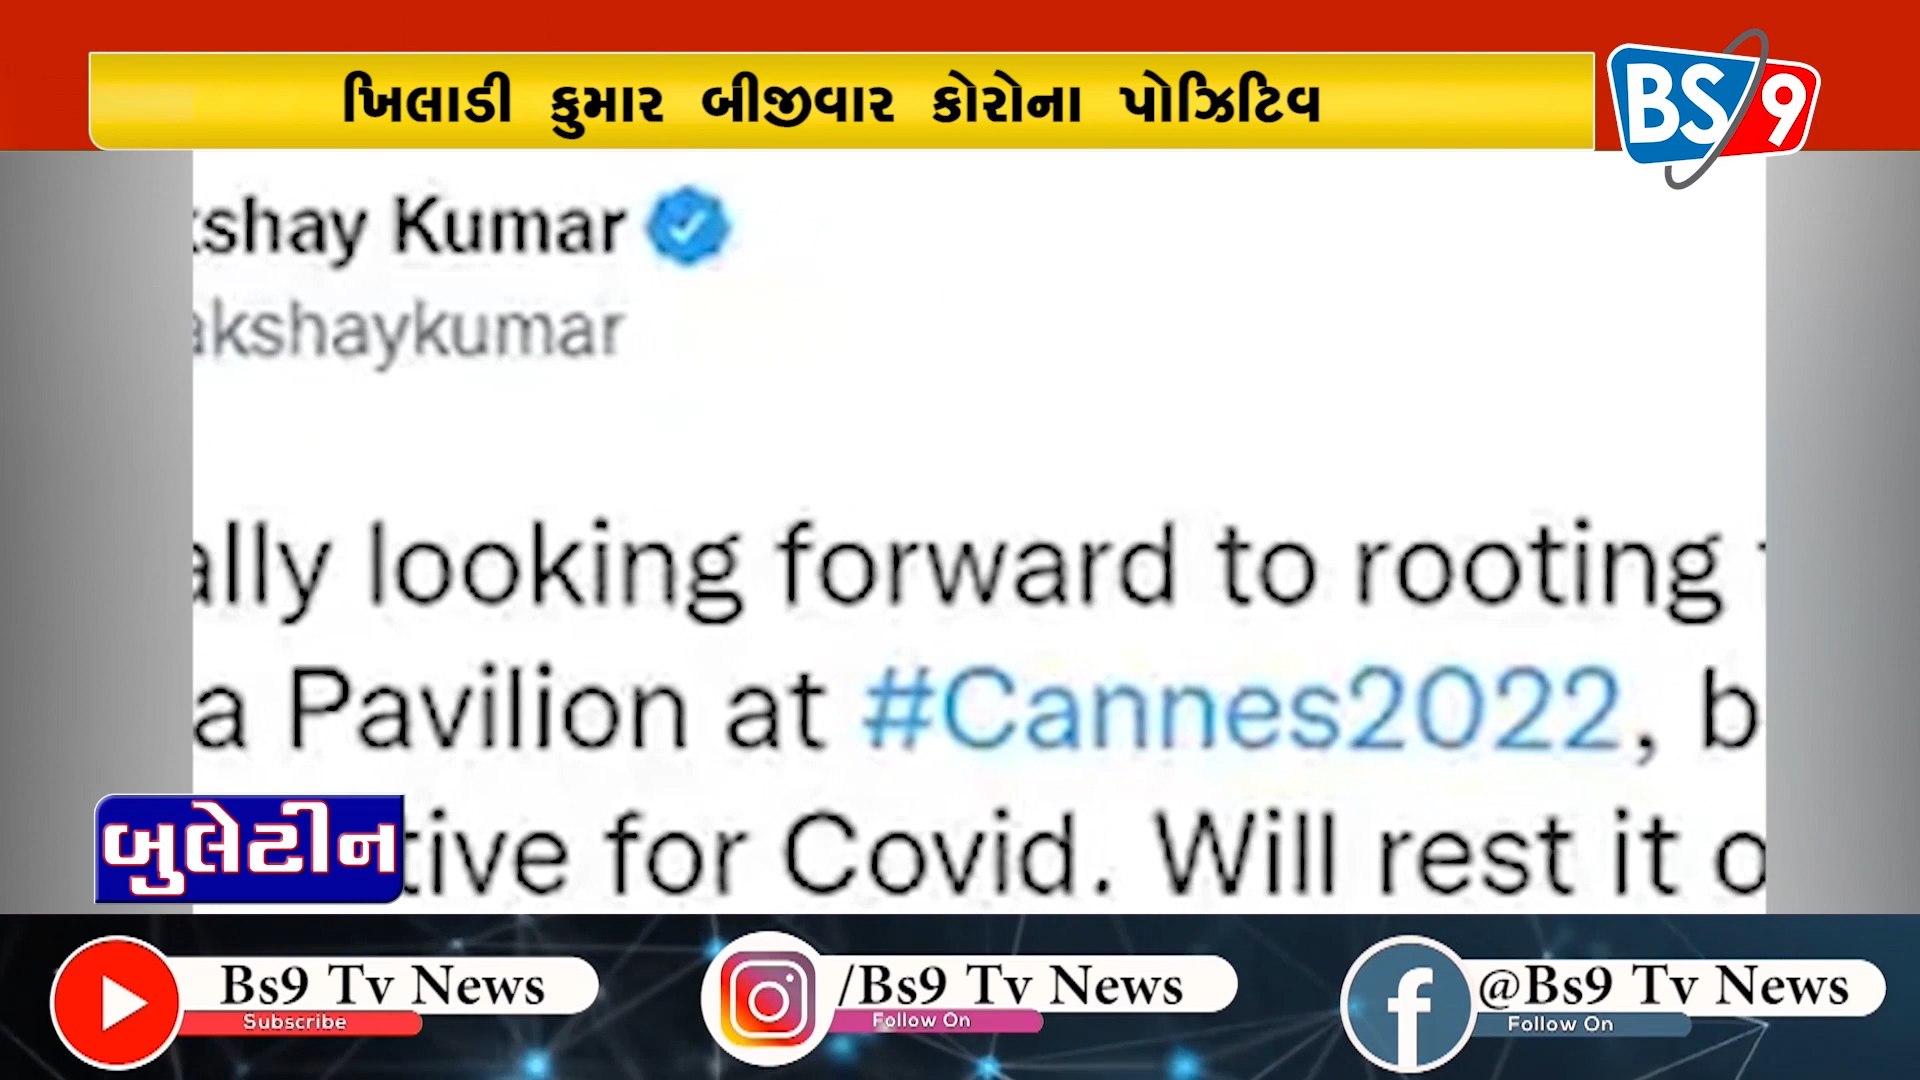 ખિલાડી કુમાર બીજીવાર કોરોના પોઝિટિવ
BS9
kshay Kumar
akshaykumar
ally looking forward to rooting
a Pavilion at #Cannes2022, b
tive for Covid. Will rest it o
બુલેટીન
Bs9 Tv News
Subscribe
/Bs9 Tv News
Follow On
@Bs9 Tv News
Follow On